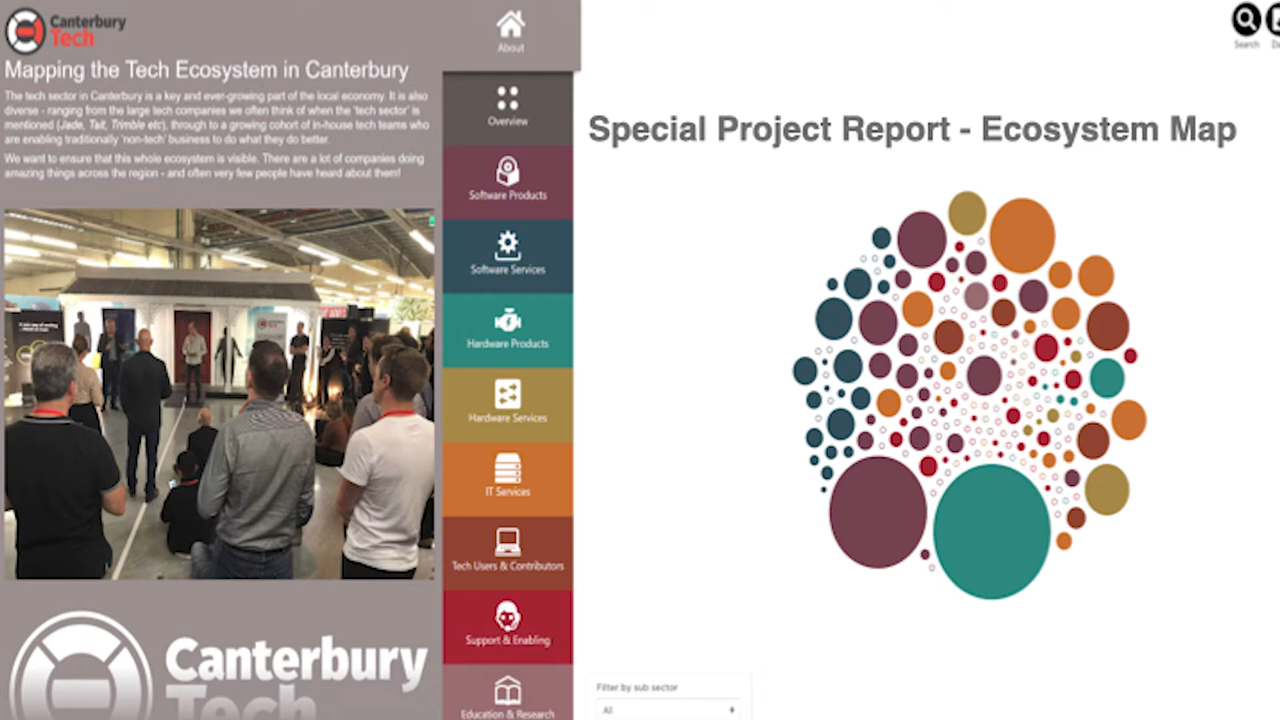 Canterbury
Tech
Mapping the Tech Ecosystem in Canterbury
The tech sector in Canterbury is a key and ever-growing part of the local economy. It is also
diverse - ranging from the large tech companies we often think of when the 'tech sector' is
mentioned (Jade, Tait, Trimble etc), through to a growing cohort of in-house tech teams who
are enabling traditionally 'non-tech' business to do what they do better.
We want to ensure that this whole ecosystem is visible. There are a lot of companies doing
amazing things across the region - and often very few people have heard about them!
Canterbury
Tech
About
Overview
Software Products
Software Services
Hardware Products
Hardware Services
IT Services
Tech Users & Contributors
Support & Enabling
Education & Research
Search
Special Project Report - Ecosystem Map
Filter by sub sector
All